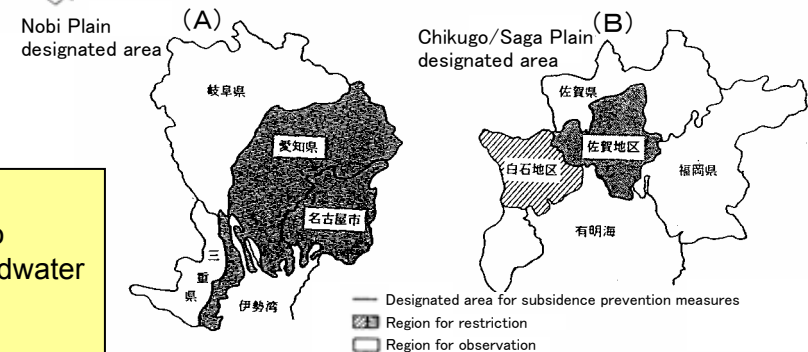 (A)
Nobi Plain
designated area
岐阜県
愛知県
名古屋市
三重県
伊勢湾
(B)
Chikugo/Saga Plain
designated area
佐賀県
佐賀地区
白石地区
福岡県
有明海
dwater
Designated area for subsidence prevention measures
Region for restriction
Region for observation